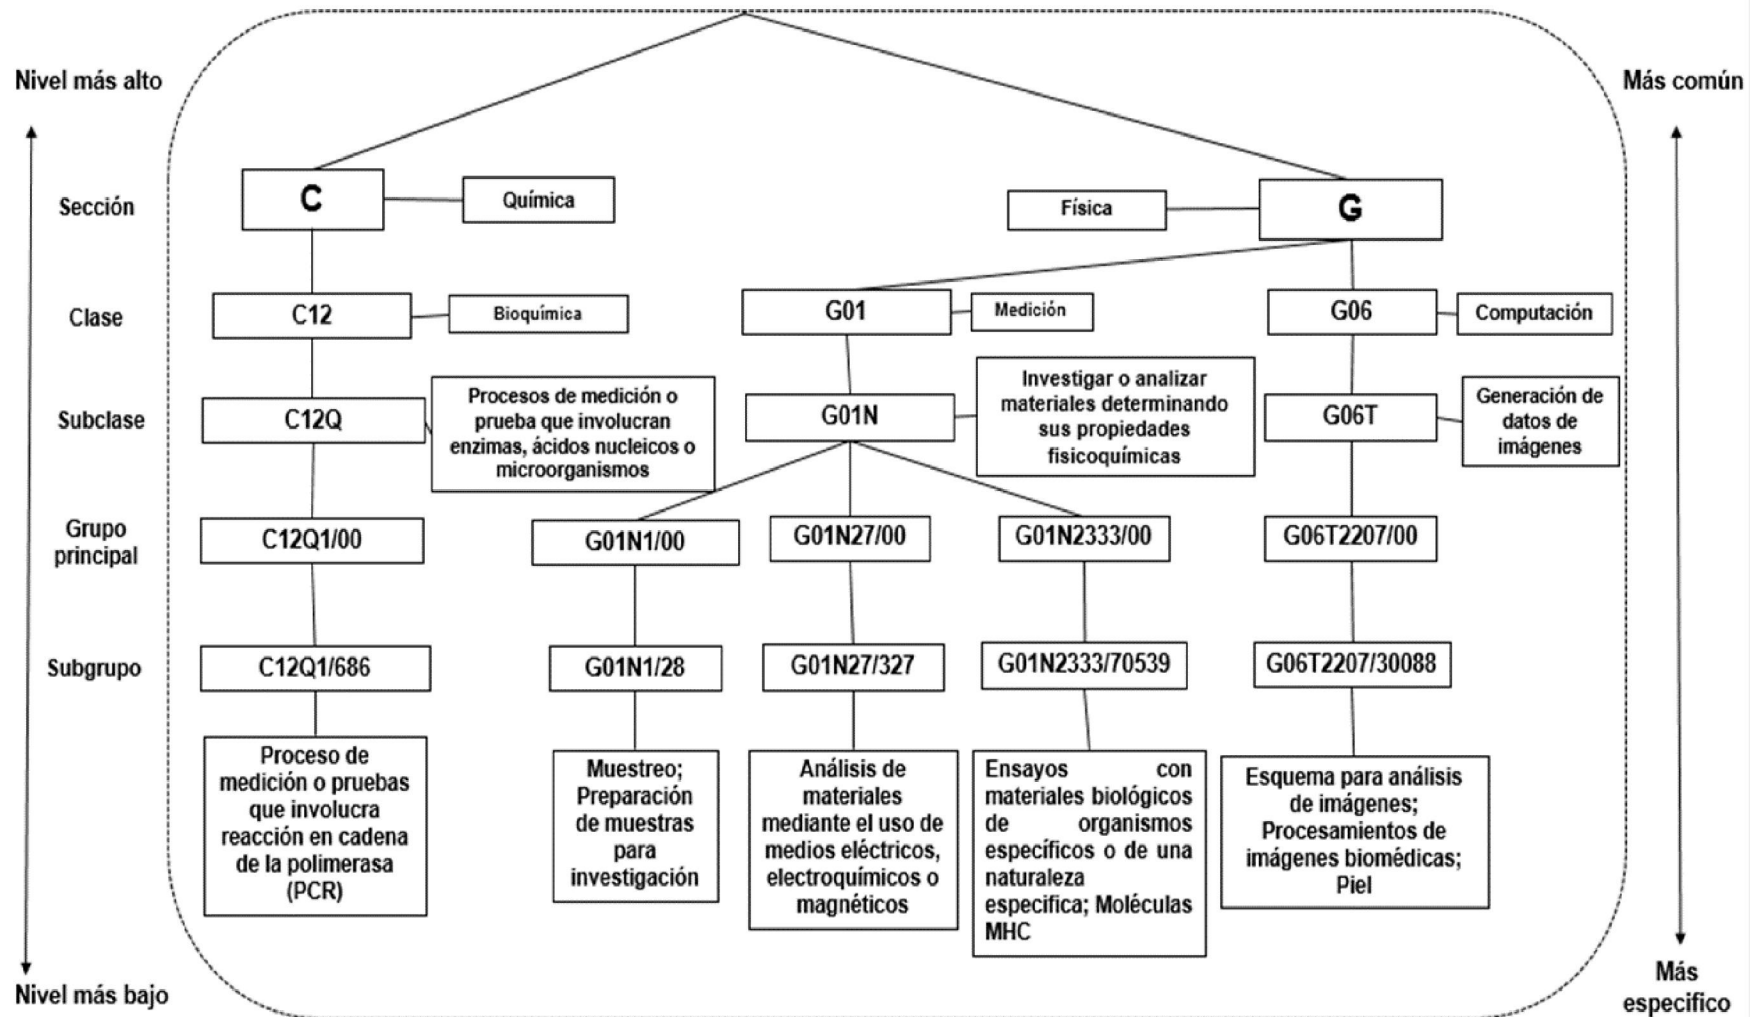 Nivel más alto
Más común
Sección
C
Química
Física
G
Clase
C12
Bioquímica
G01
Medición
G06
Computación
Subclase
C12Q
Procesos de medición o
prueba que involucran
enzimas, ácidos nucleicos o
microorganismos
G01N
Investigar o analizar
materiales determinando
sus propiedades
fisicoquímicas
G06T
Generación de
datos de
imágenes
Grupo
principal
C12Q1/00
G01N1/00
G01N27/00
G01N2333/00
G06T2207/00
Subgrupo
C12Q1/686
G01N1/28
G01N27/327
G01N2333/70539
G06T2207/30088
Proceso de
medición o pruebas
que involucra
reacción en cadena
de la polimerasa
(PCR)
Muestreo;
Preparación
de muestras
para
investigación
Análisis de
materiales
mediante el uso de
medios eléctricos,
electroquímicos o
magnéticos
Ensayos con
materiales biológicos
de organismos
específicos o de una
naturaleza
especifica; Moléculas
MHC
Esquema para análisis
de imágenes;
Procesamientos de
imágenes biomédicas;
Piel
Nivel más bajo
Más
especifico